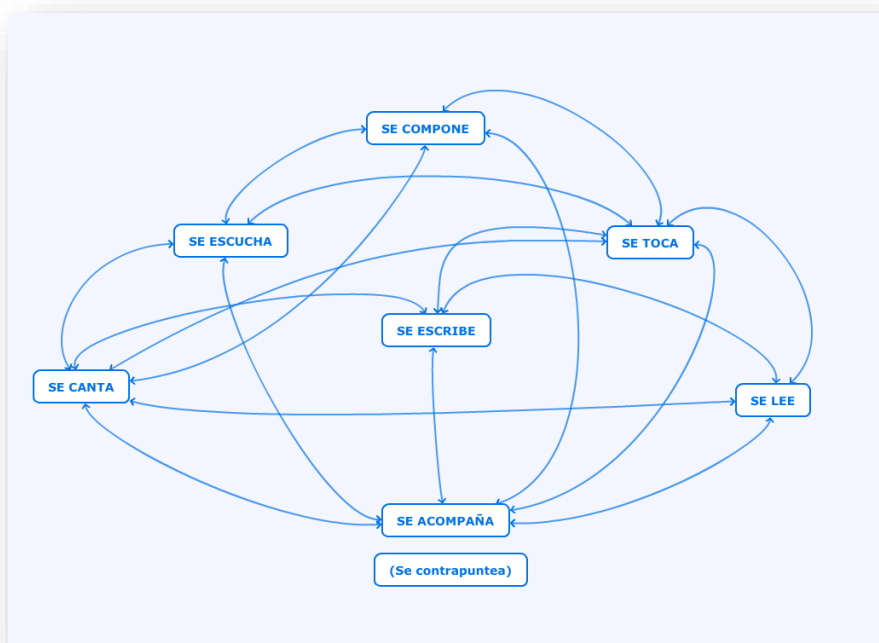 SE COMPONE
SE ESCUCHA
SE TOCA
SE ESCRIBE
SE CANTA
SE LEE
SE ACOMPAÑA
(Se contrapuntea)